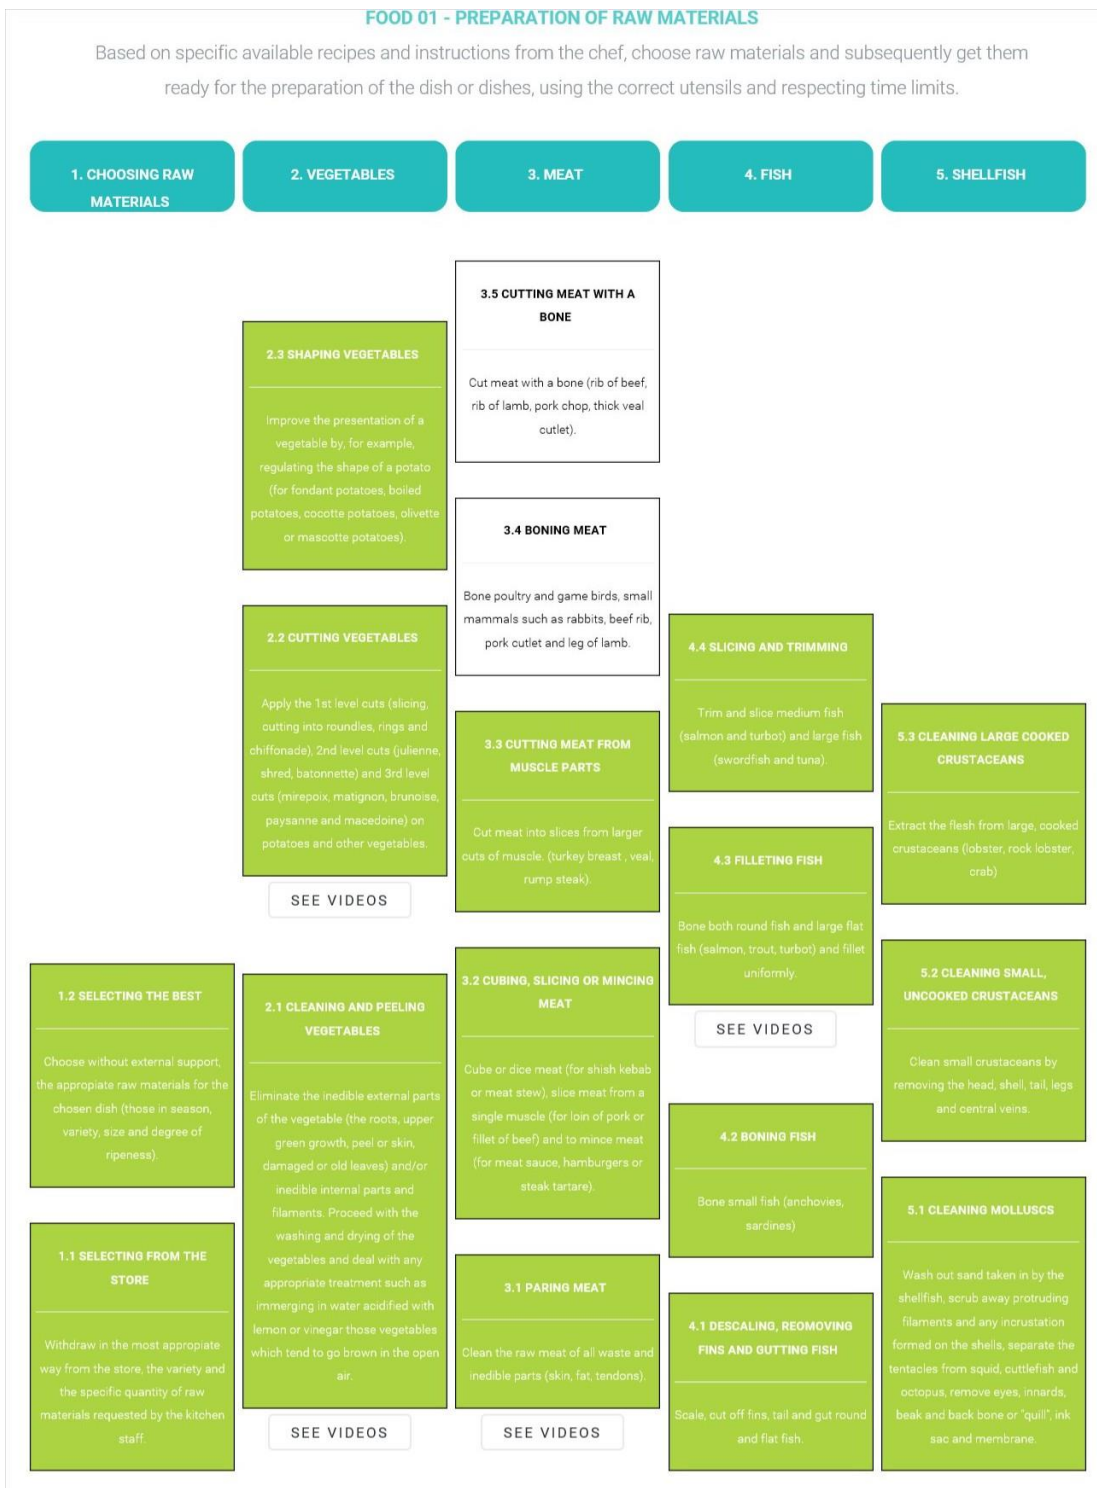 FOOD 01 - PREPARATION OF RAW MATERIALS
Based on specific available recipes and instructions from the chef, choose raw materials and subsequently get them
ready for the preparation of the dish or dishes, using the correct utensils and respecting time limits.
1. CHOOSING RAW
MATERIALS
2. VEGETABLES
3. MEAT
4. FISH
5. SHELLFISH
1.2 SELECTING THE BEST
Choose without external support,
the appropiate raw materials for the
chosen dish (those in season,
variety, size and degree of
ripeness).
1.1 SELECTING FROM THE
STORE
Withdraw in the most appropiate
way from the store, the variety and
the specific quantity of raw
materials requested by the kitchen
staff.
2.3 SHAPING VEGETABLES
Improve the presentation of a
vegetable by, for example,
regulating the shape of a potato
(for fondant potatoes, boiled
potatoes, cocotte potatoes, olivette
or mascotte potatoes).
2.2 CUTTING VEGETABLES
Apply the 1st level cuts (slicing,
cutting into roundles, rings and
chiffonade), 2nd level cuts (julienne,
shred, batonnette) and 3rd level
cuts (mirepoix, matignon, brunoise,
paysanne and macedoine) on
potatoes and other vegetables.
SEE VIDEOS
2.1 CLEANING AND PEELING
VEGETABLES
Eliminate the inedible external parts
of the vegetable (the roots, upper
green growth, peel or skin,
damaged or old leaves) and/or
inedible internal parts and
filaments. Proceed with the
washing and drying of the
vegetables and deal with any
appropriate treatment such as
immerging in water acidified with
lemon or vinegar those vegetables
which tend to go brown in the open
air.
SEE VIDEOS
3.5 CUTTING MEAT WITH A
BONE
Cut meat with a bone (rib of beef,
rib of lamb, pork chop, thick veal
cutlet).
3.4 BONING MEAT
Bone poultry and game birds, small
mammals such as rabbits, beef rib,
pork cutlet and leg of lamb.
3.3 CUTTING MEAT FROM
MUSCLE PARTS
Cut meat into slices from larger
cuts of muscle. (turkey breast , veal,
rump steak).
3.2 CUBING, SLICING OR MINCING
MEAT
Cube or dice meat (for shish kebab
or meat stew), slice meat from a
single muscle (for loin of pork or
fillet of beef) and to mince meat
(for meat sauce, hamburgers or
steak tartare).
3.1 PARING MEAT
Clean the raw meat of all waste and
inedible parts (skin, fat, tendons).
SEE VIDEOS
4.4 SLICING AND TRIMMING
Trim and slice medium fish
(salmon and turbot) and large fish
(swordfish and tuna).
4.3 FILLETING FISH
Bone both round fish and large flat
fish (salmon, trout, turbot) and fillet
uniformly.
SEE VIDEOS
4.2 BONING FISH
Bone small fish (anchovies,
sardines)
4.1 DESCALING, REOMOVING
FINS AND GUTTING FISH
Scale, cut off fins, tail and gut round
and flat fish.
5.3 CLEANING LARGE COOKED
CRUSTACEANS
Extract the flesh from large, cooked
crustaceans (lobster, rock lobster,
crab)
5.2 CLEANING SMALL,
UNCOOKED CRUSTACEANS
Clean small crustaceans by
removing the head, shell, tail, legs
and central veins.
5.1 CLEANING MOLLUSCS
Wash out sand taken in by the
shellfish, scrub away protruding
filaments and any incrustation
formed on the shells, separate the
tentacles from squid, cuttlefish and
octopus, remove eyes, innards,
beak and back bone or "quill", ink
sac and membrane.